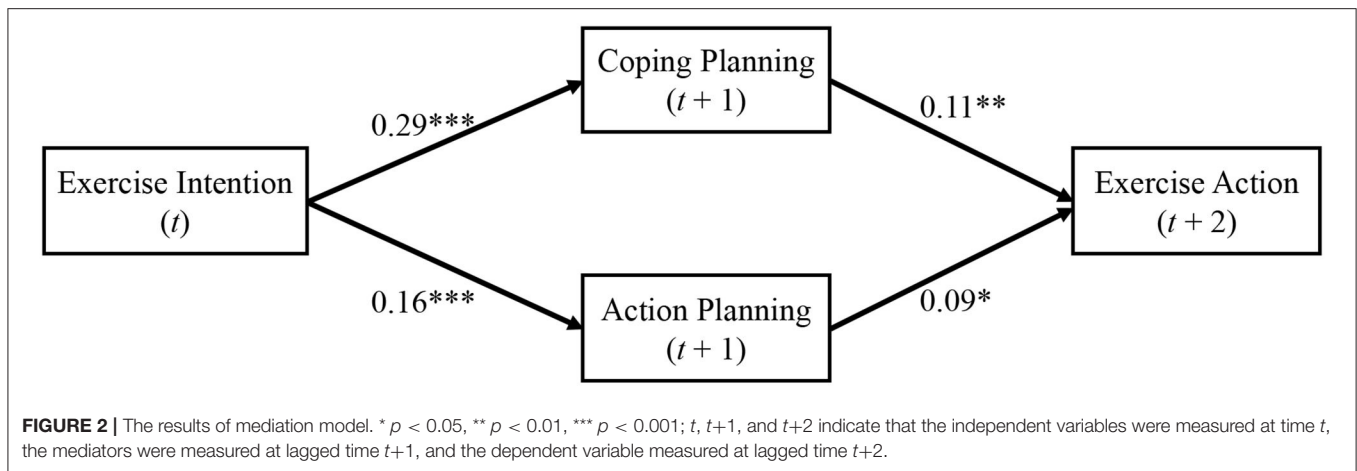 Coping Planning
(t + 1)
0.29***
0.11**
Exercise Intention
(t)
Exercise Action
(t + 2)
0.16***
0.09*
Action Planning
(t + 1)
FIGURE 2 | The results of mediation model. * p < 0.05, ** p < 0.01, *** p < 0.001; t, t+1, and t+2 indicate that the independent variables were measured at time t,
the mediators were measured at lagged time t+1, and the dependent variable measured at lagged time t+2.